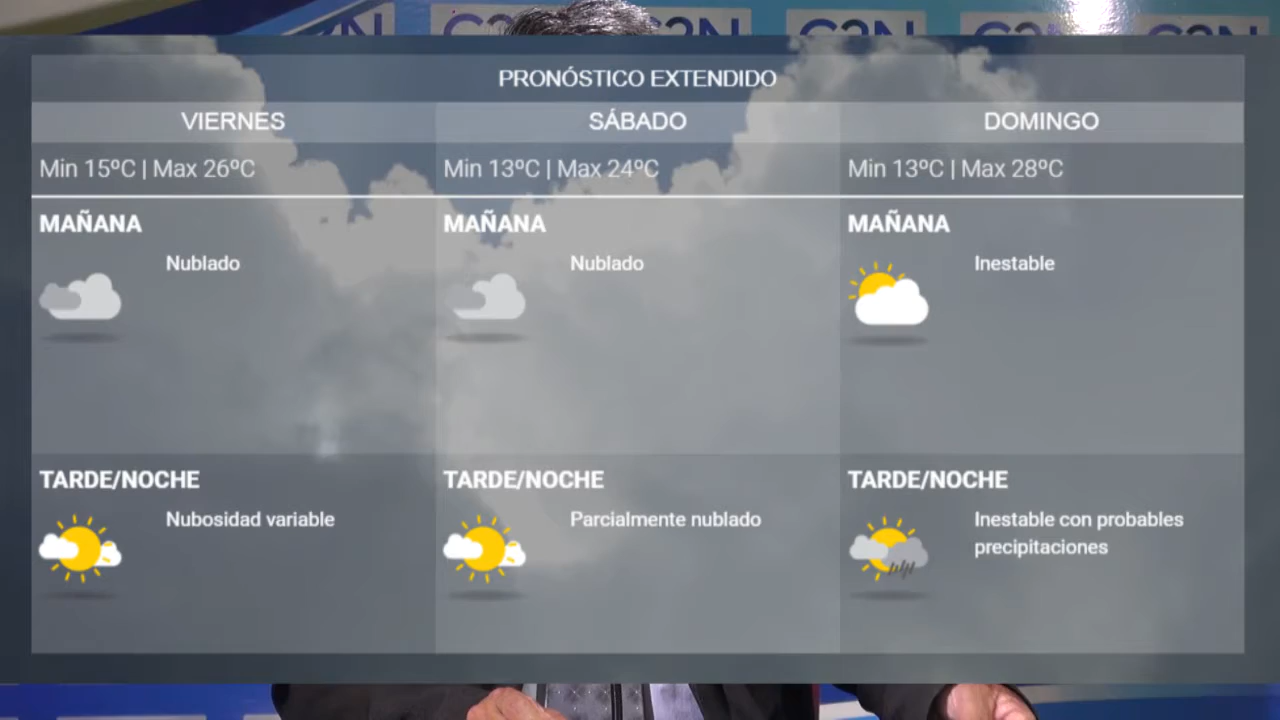 PRONÓSTICO EXTENDIDO
VIERNES
Min 15ºC | Max 26ºC
MAÑANA
Nublado
TARDE/NOCHE
Nubosidad variable
SÁBADO
Min 13ºC | Max 24ºC
MAÑANA
Nublado
TARDE/NOCHE
Parcialmente nublado
DOMINGO
Min 13ºC | Max 28ºC
MAÑANA
Inestable
TARDE/NOCHE
Inestable con probables
precipitaciones